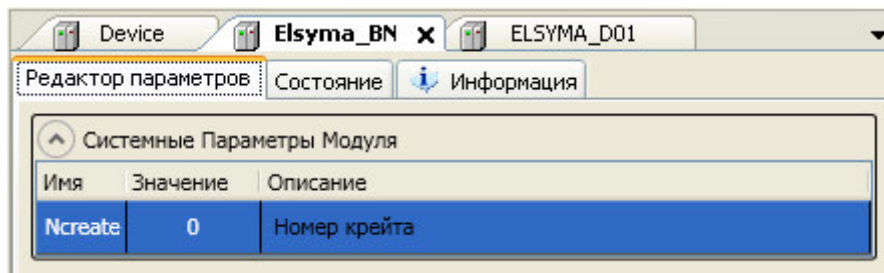 Device Elsyma_BN ELSYMA_D01
Редактор параметров Состояние Информация
Системные Параметры Модуля
Имя Значение Описание
Ncreate 0 Номер крейта